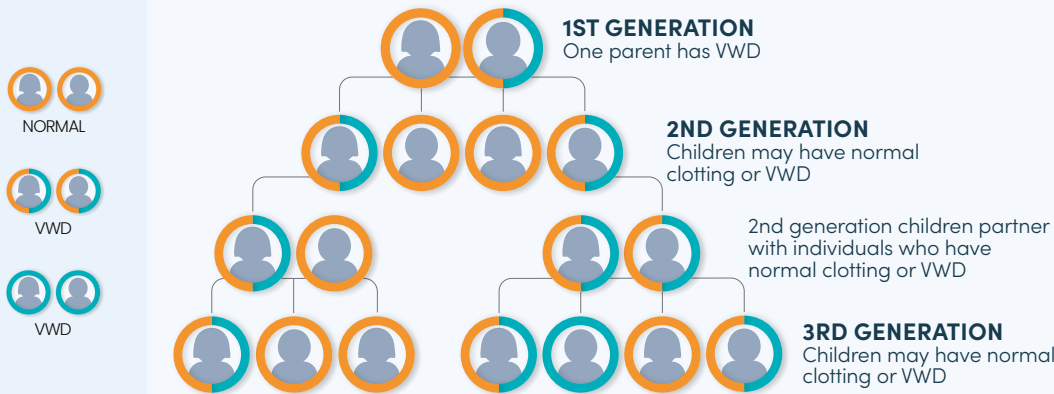 NORMAL
VWD
VWD
1ST GENERATION
One parent has VWD
2ND GENERATION
Children may have normal
clotting or VWD
2nd generation children partner
with individuals who have
normal clotting or VWD
3RD GENERATION
Children may have normal
clotting or VWD